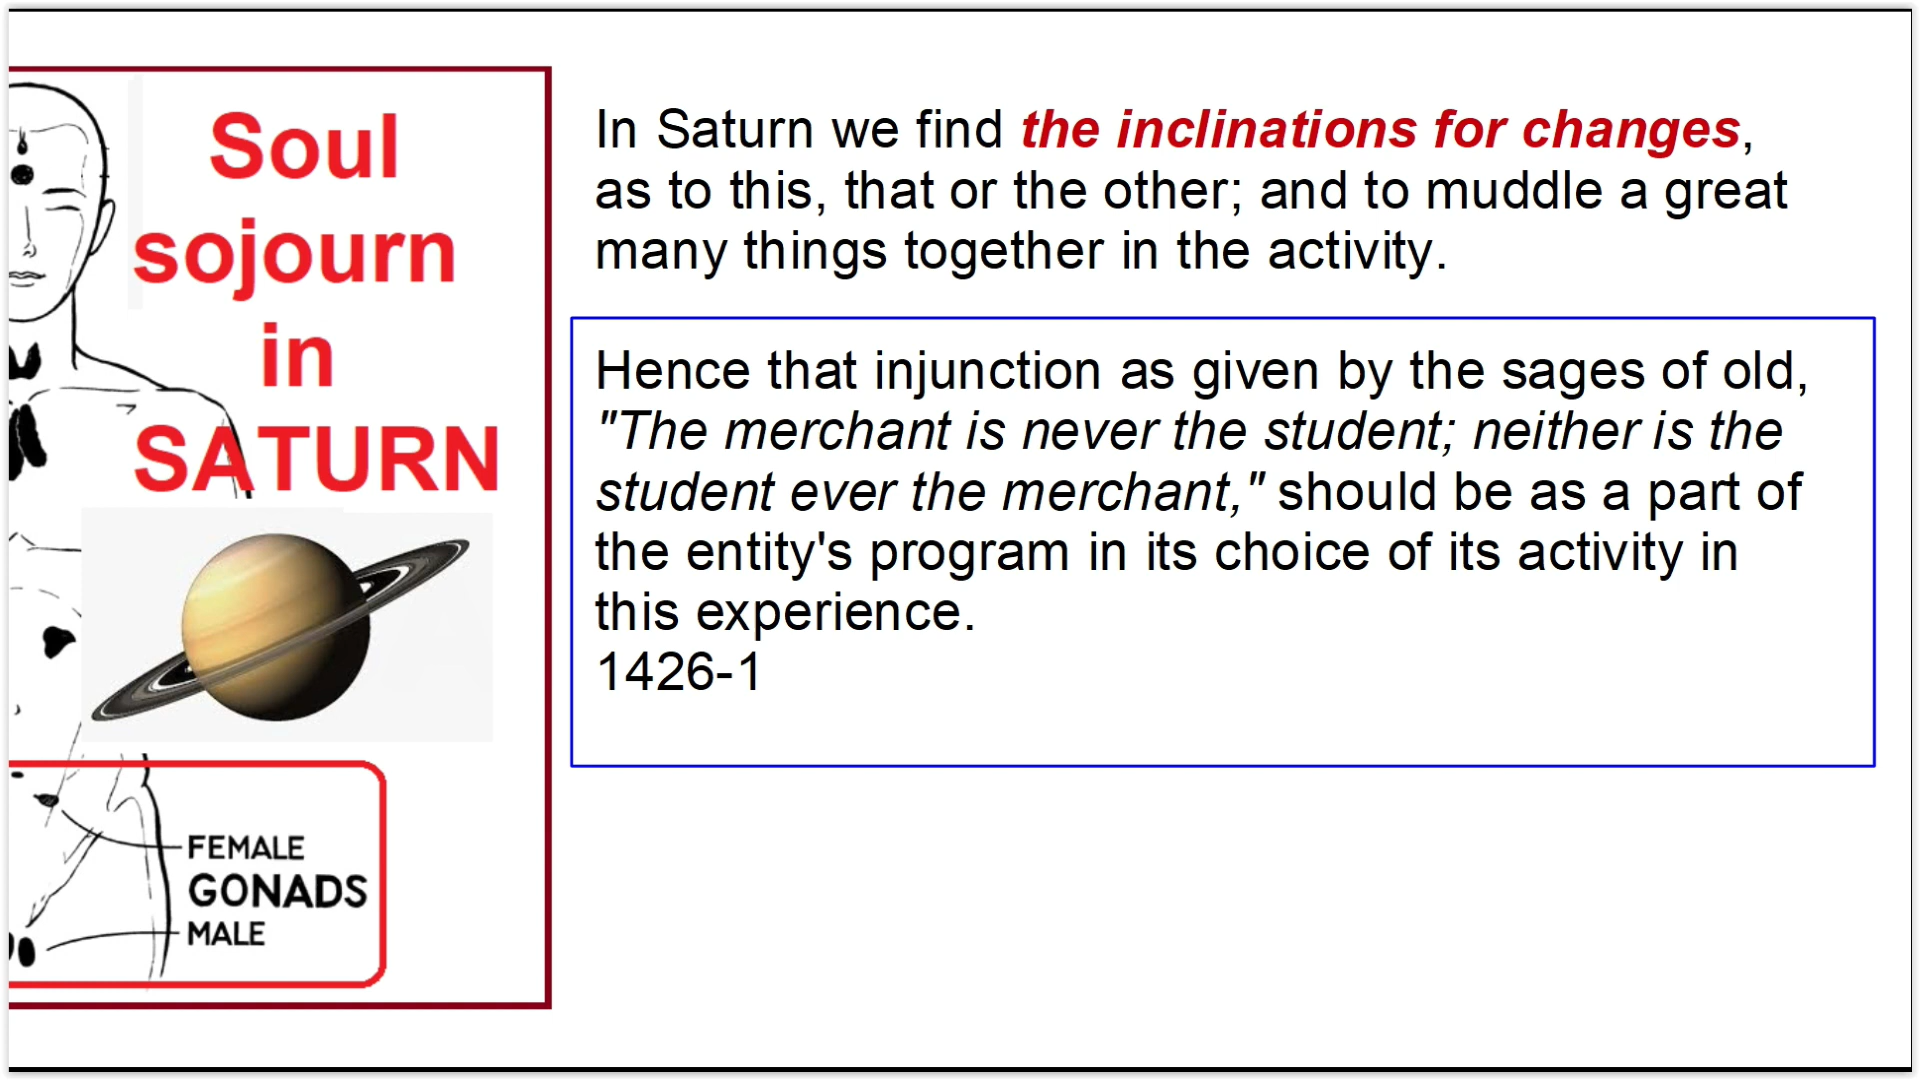 Soul
sojourn
in
SATURN
FEMALE
GONADS
MALE
In Saturn we find the inclinations for changes,
as to this, that or the other; and to muddle a great
many things together in the activity.
Hence that injunction as given by the sages of old,
"The merchant is never the student; neither is the
student ever the merchant," should be as a part of
the entity's program in its choice of its activity in
this experience.
1426-1